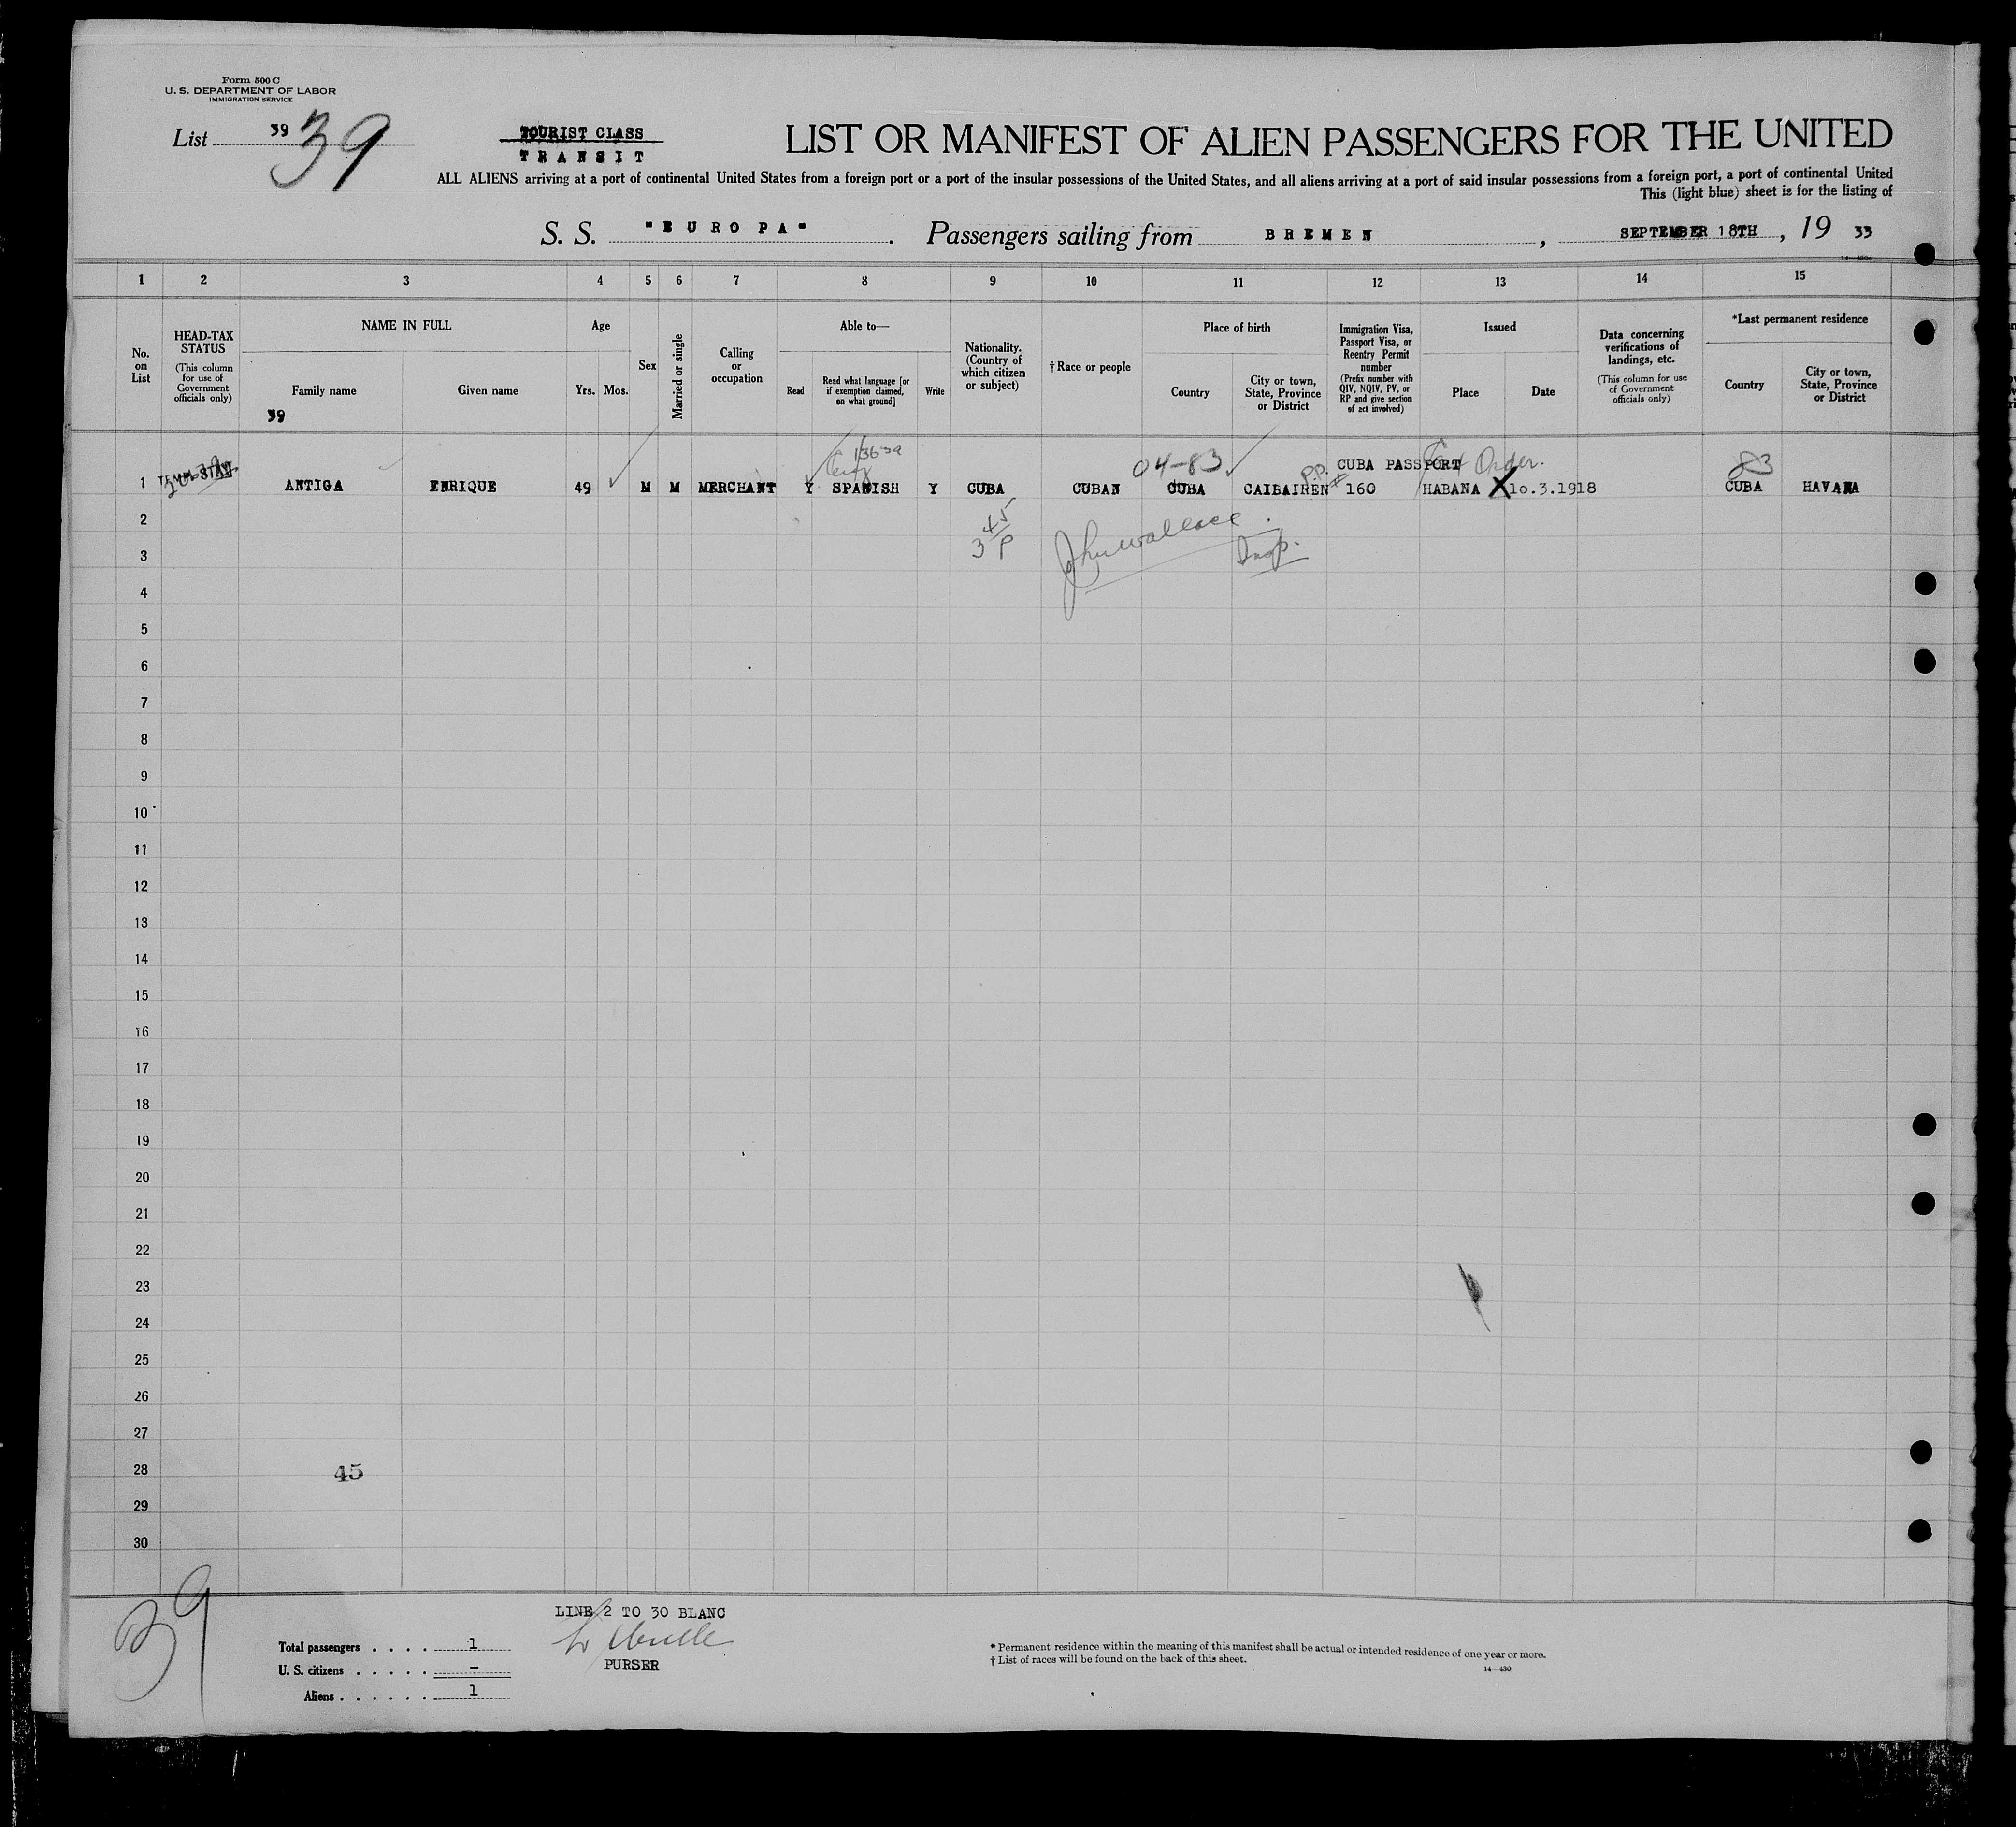 Form 500 C
U. S. DEPARTMENT OF LABOR
IMMIGRATION SERVICE
List 39 39
TOURIST CLASS
TRANSIT
LIST OR MANIFEST OF ALIEN PASSENGERS FOR THE UNITED
ALL ALIENS arriving at a port of continental United States from a foreign port or a port of the insular possessions of the United States, and all aliens arriving at a port of said insular possessions from a foreign port, a port of continental United
This (light blue) sheet is for the listing of
S. S. "EUROPA". Passengers sailing from BREMEN, SEPTEMBER 18TH, 19 33
1 2 3 4 5 6 7 8 9 10 11 12 13 14 15
No. on List
HEAD-TAX STATUS
(This column for use of Government officials only)
NAME IN FULL
Family name
Given name
39
Age
Yrs. Mos.
Sex
Married or single
Calling or occupation
Able to—
Read
Read what language [or if exemption claimed, on what ground]
Write
Nationality. (Country of which citizen or subject)
† Race or people
Place of birth
Country
City or town, State, Province or District
Immigration Visa, Passport Visa, or Reentry Permit number
(Prefix number with QIV, NQIV, PV, or RP and give section of act involved)
Issued
Place
Date
Data concerning verifications of landings, etc.
(This column for use of Government officials only)
*Last permanent residence
Country
City or town, State, Province or District
04-83 P.P. CUBA PASSPORT Order. 83
1 ANTIGA ENRIQUE 49 M M MERCHANT Y SPANISH Y CUBA CUBAN CUBA CAIBAIREN # 160 HABANA X 10.3.1918 CUBA HAVANA
2 45
3 3 P John Wallace Insp.
4
5
6
7
8
9
10
11
12
13
14
15
16
17
18
19
20
21
22
23
24
25
26
27
28 45
29
30
39
LINE 2 TO 30 BLANC
PURSER
Total passengers . . . . 1
U. S. citizens . . . . . –
Aliens . . . . . . 1
* Permanent residence within the meaning of this manifest shall be actual or intended residence of one year or more.
† List of races will be found on the back of this sheet.
14—430